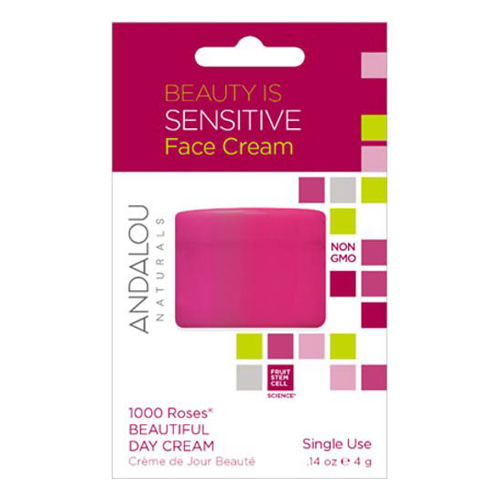 BEAUTY IS
SENSITIVE
Face Cream
ANDALOU
NATURALS
NON
GMO
FRUIT
STEM
CELL
SCIENCE®
1000 Roses®
BEAUTIFUL
DAY CREAM
Crème de Jour Beauté
Single Use
.14 oz ℮ 4 g